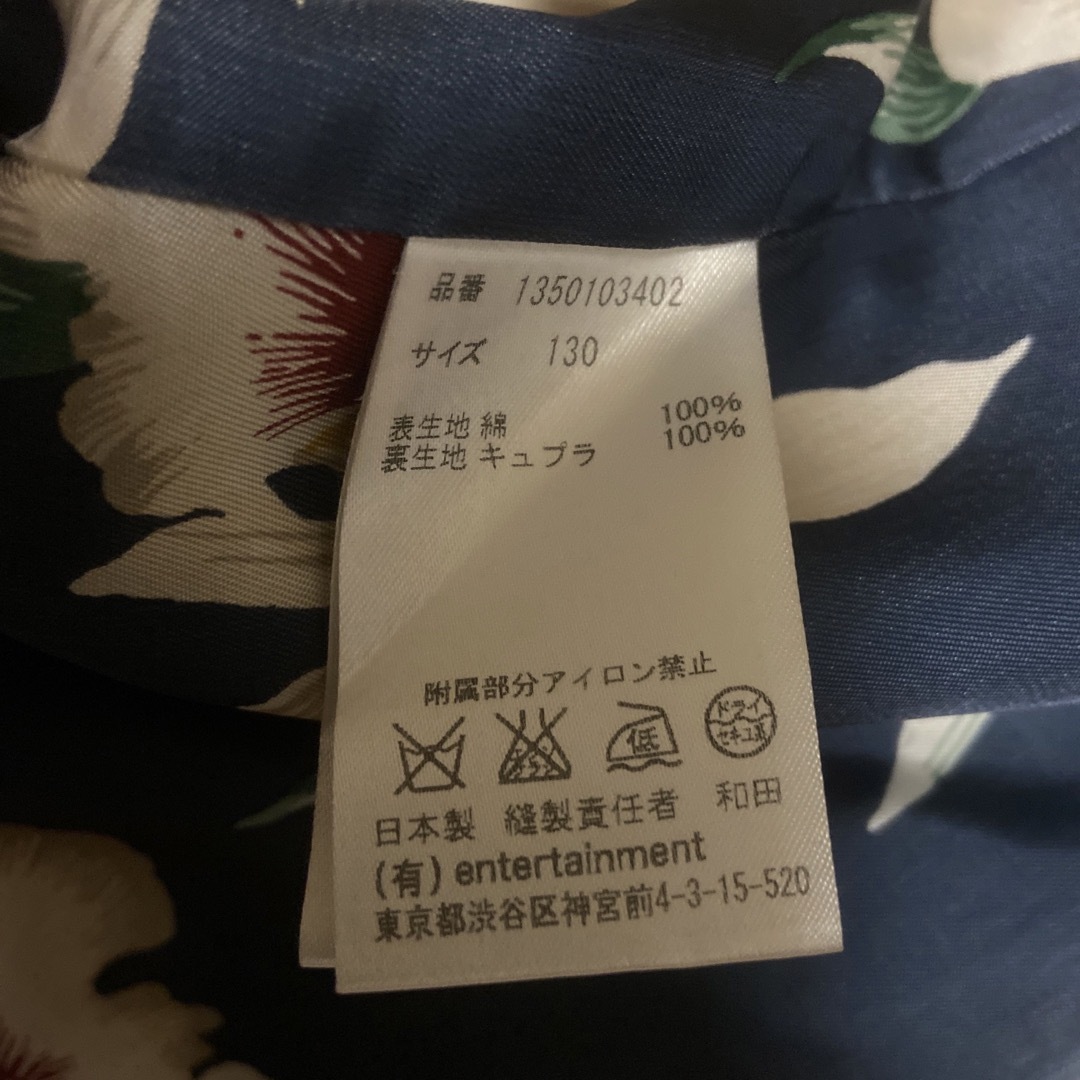 品番 1350103402
サイズ 130
表生地 綿 100%
裏生地 キュプラ 100%
附属部分アイロン禁止
低
ドライ
セキユ系
日本製 縫製責任者 和田
(有) entertainment
東京都渋谷区神宮前4-3-15-520